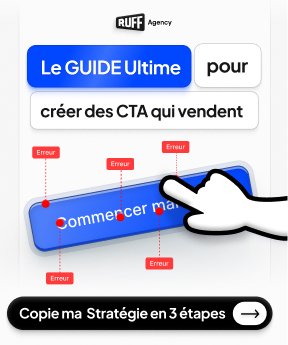 RUFF Agency
Le GUIDE Ultime pour
créer des CTA qui vendent
Erreur
Erreur
Erreur
Commencer mai
Erreur
Erreur
Copie ma Stratégie en 3 étapes